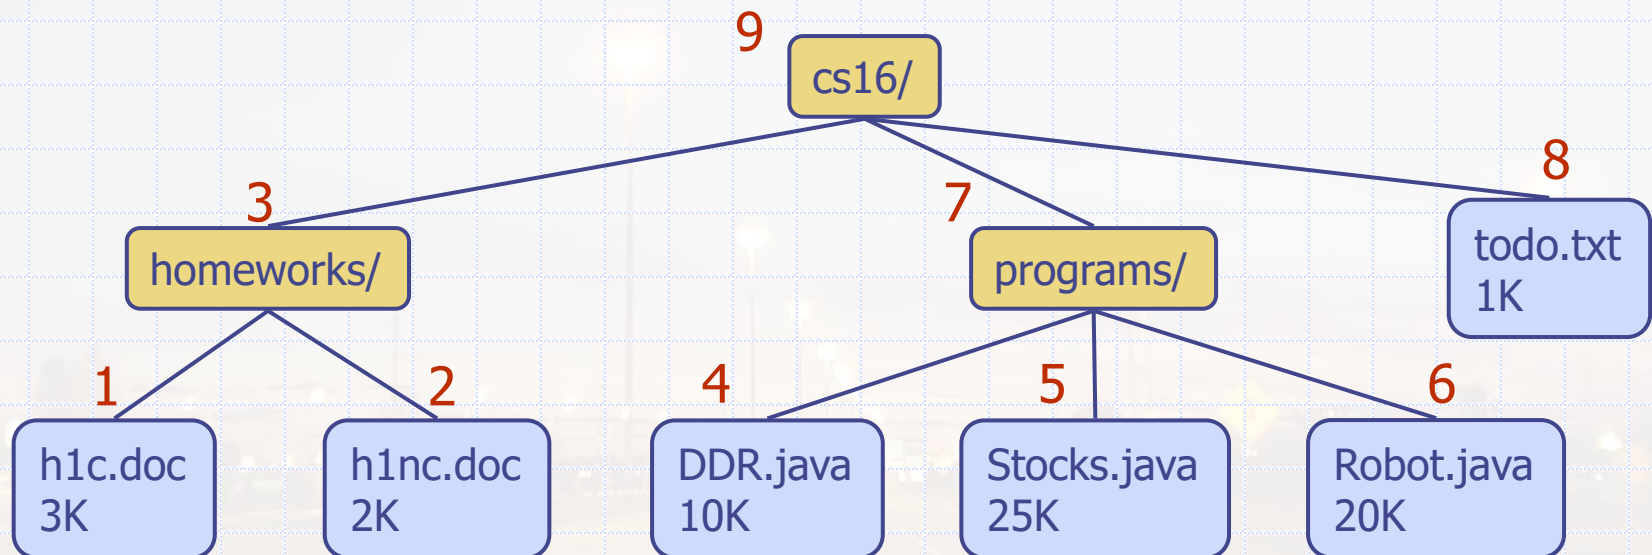 9
cs16/
8
3
7
homeworks/
programs/
todo.txt
1K
1
2
4
5
6
h1c.doc
3K
h1nc.doc
2K
DDR.java
10K
Stocks.java
25K
Robot.java
20K